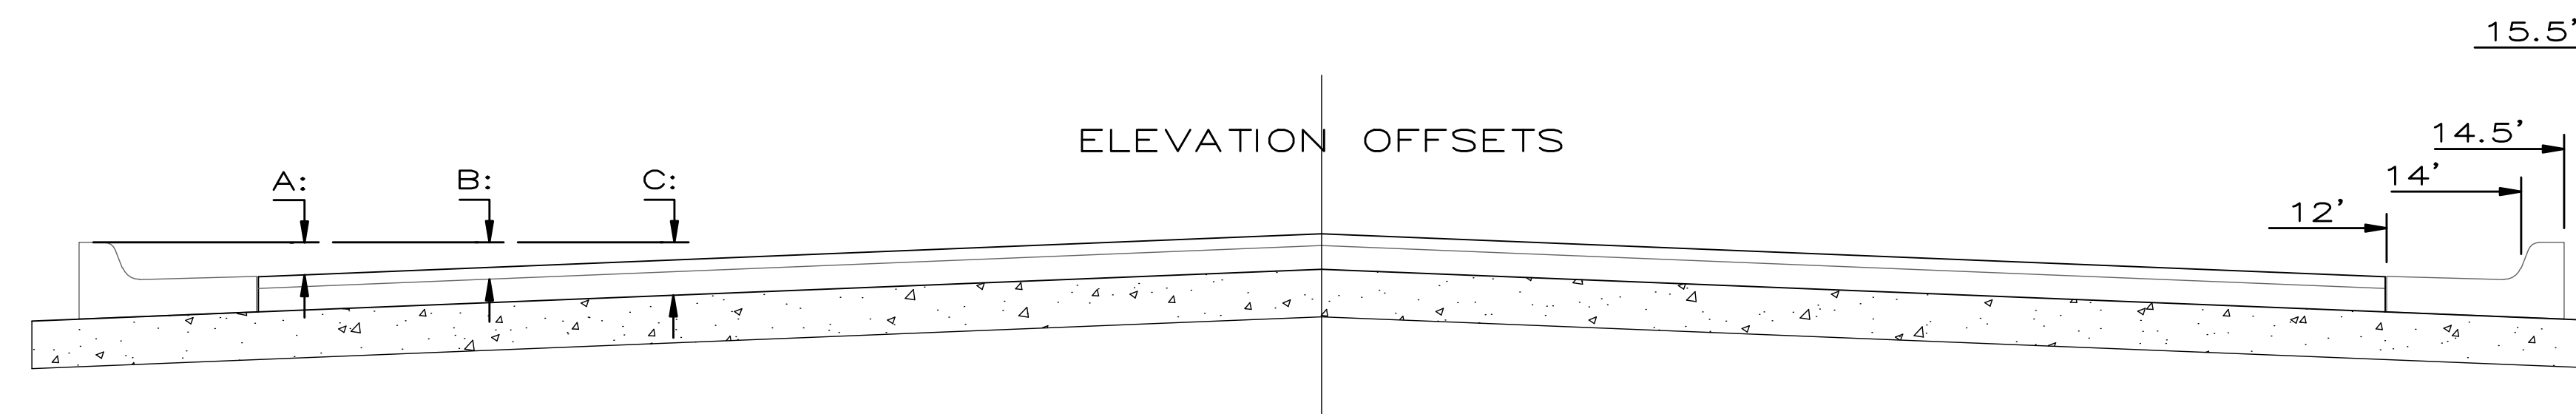 15.5'
ELEVATION OFFSETS
14.5'
14'
A:
B:
C:
12'